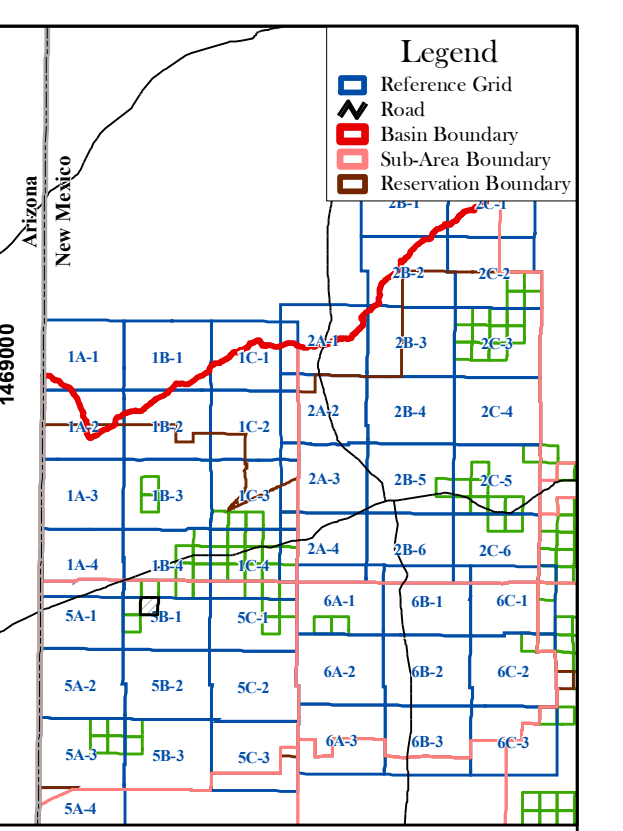 Legend
Reference Grid
Road
Basin Boundary
Sub-Area Boundary
Reservation Boundary
Arizona
New Mexico
1469000
2B-1
2C-1
2B-2
2C-2
2A-1
2B-3
2C-3
1A-1
1B-1
1C-1
2A-2
2B-4
2C-4
1A-2
1B-2
1C-2
2A-3
2B-5
2C-5
1A-3
1B-3
1C-3
2A-4
2B-6
2C-6
1A-4
1B-4
1C-4
6A-1
6B-1
6C-1
5A-1
5B-1
5C-1
6A-2
6B-2
6C-2
5A-2
5B-2
5C-2
6A-3
6B-3
6C-3
5A-3
5B-3
5C-3
5A-4